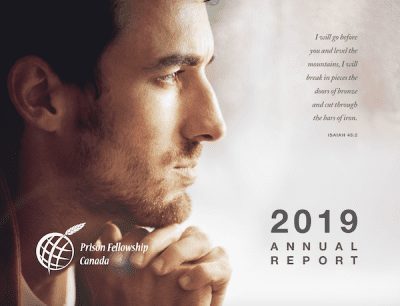 I will go before
you and level the
mountains, I will
break in pieces the
doors of bronze
and cut through
the bars of iron.
ISAIAH 45:2
2019
ANNUAL
REPORT
Prison Fellowship
Canada